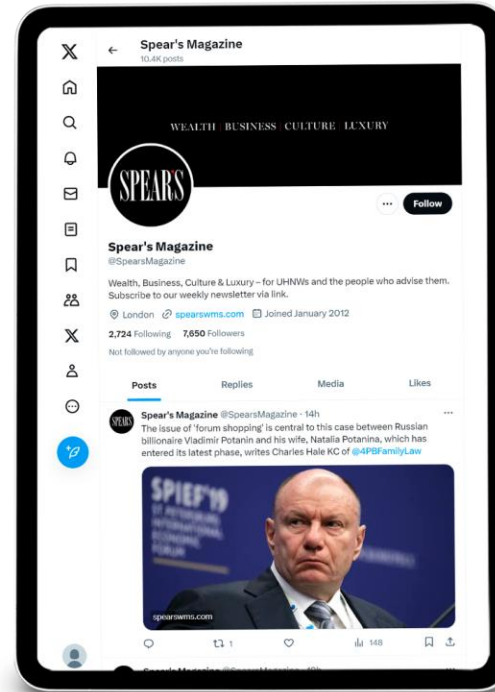 Spear's Magazine
10.4K posts
WEALTH | BUSINESS | CULTURE | LUXURY
SPEAR'S
Follow
Spear's Magazine
@SpearsMagazine
Wealth, Business, Culture & Luxury – for UHNWs and the people who advise them.
Subscribe to our weekly newsletter via link.
London spearswms.com Joined January 2012
2,724 Following 7,650 Followers
Not followed by anyone you're following
Posts Replies Media Likes
SPEAR'S
Spear's Magazine @SpearsMagazine · 14h
The issue of 'forum shopping' is central to this case between Russian
billionaire Vladimir Potanin and his wife, Natalia Potanina, which has
entered its latest phase, writes Charles Hale KC of @4PBFamilyLaw
SPIEF'19
ST. PETERSBURG
INTERNATIONAL
ECONOMIC
FORUM
spearswms.com
1 148